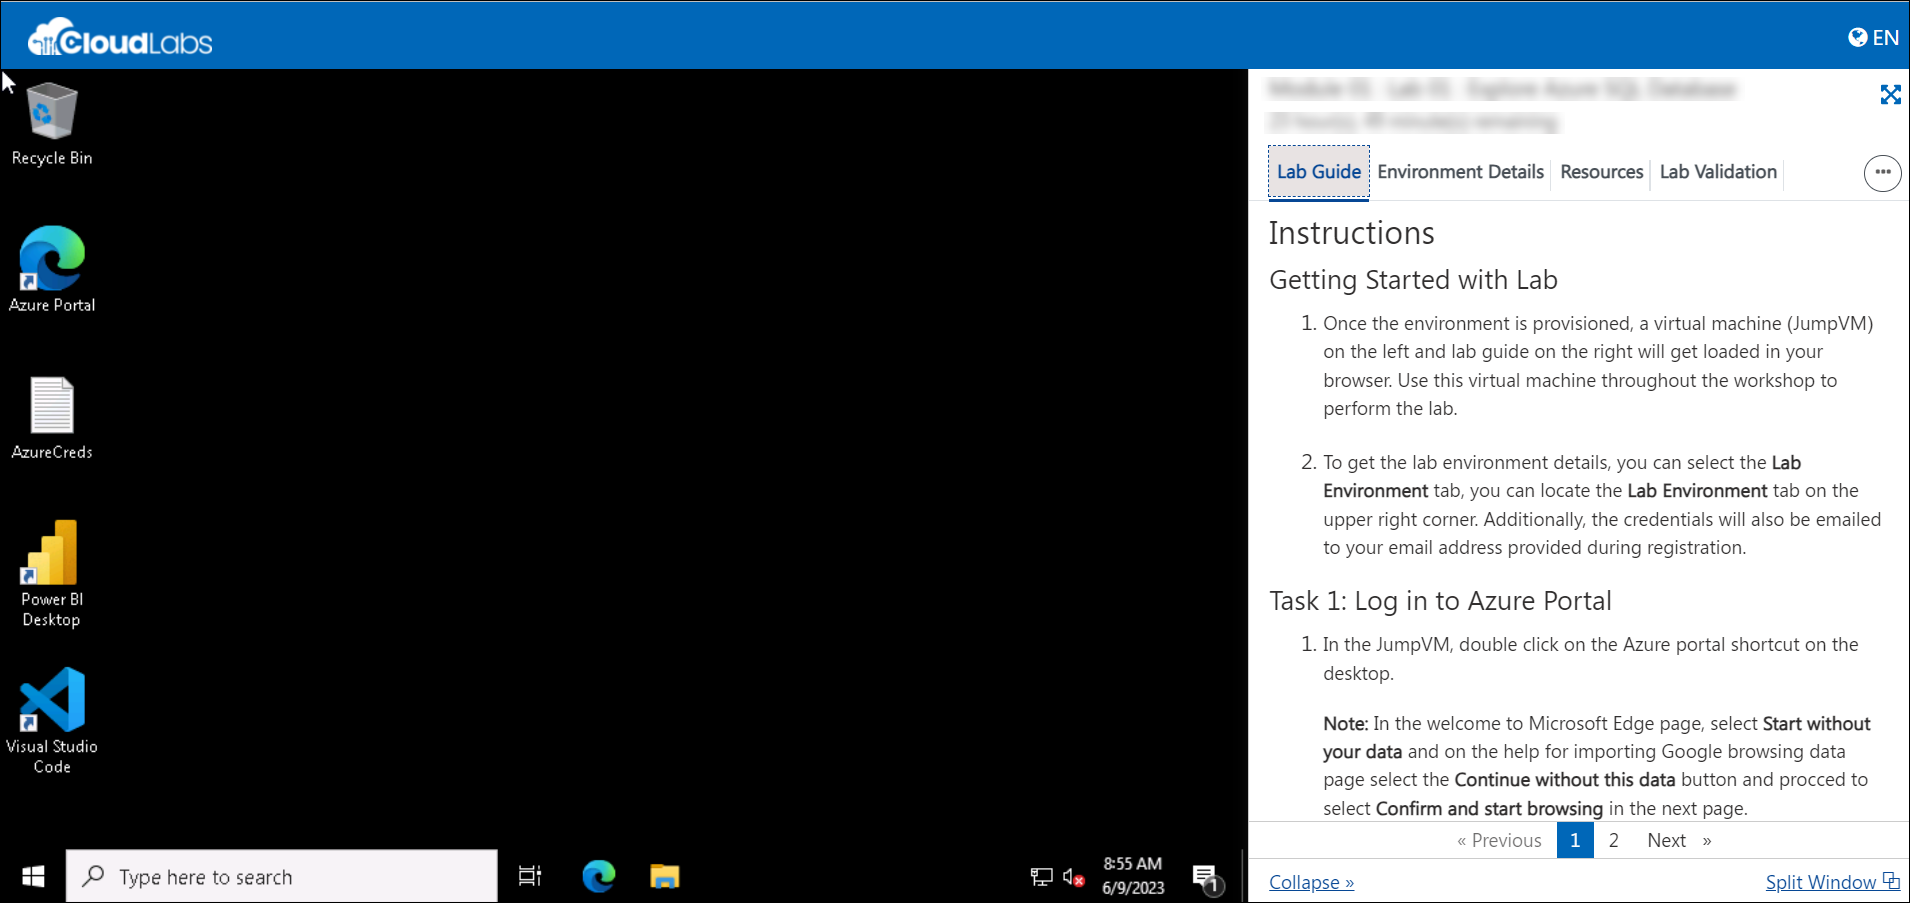 CloudLabs
EN
Recycle Bin
Azure Portal
AzureCreds
Power BI
Desktop
Visual Studio
Code
Type here to search
8:55 AM
6/9/2023
1
Module 01 : Lab 01 : Explore Azure SQL Database
Lab Guide
Environment Details
Resources
Lab Validation
Instructions
Getting Started with Lab
1. Once the environment is provisioned, a virtual machine (JumpVM)
on the left and lab guide on the right will get loaded in your
browser. Use this virtual machine throughout the workshop to
perform the lab.
2. To get the lab environment details, you can select the Lab
Environment tab, you can locate the Lab Environment tab on the
upper right corner. Additionally, the credentials will also be emailed
to your email address provided during registration.
Task 1: Log in to Azure Portal
1. In the JumpVM, double click on the Azure portal shortcut on the
desktop.
Note: In the welcome to Microsoft Edge page, select Start without
your data and on the help for importing Google browsing data
page select the Continue without this data button and procced to
select Confirm and start browsing in the next page.
« Previous 1 2 Next »
Collapse »
Split Window